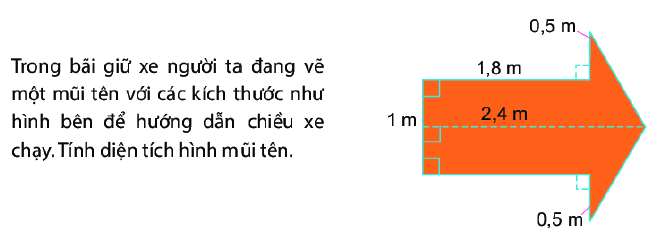 Trong bãi giữ xe người ta đang vẽ
một mũi tên với các kích thước như
hình bên để hướng dẫn chiều xe
chạy. Tính diện tích hình mũi tên.
0,5 m
1,8 m
1 m
2,4 m
0,5 m